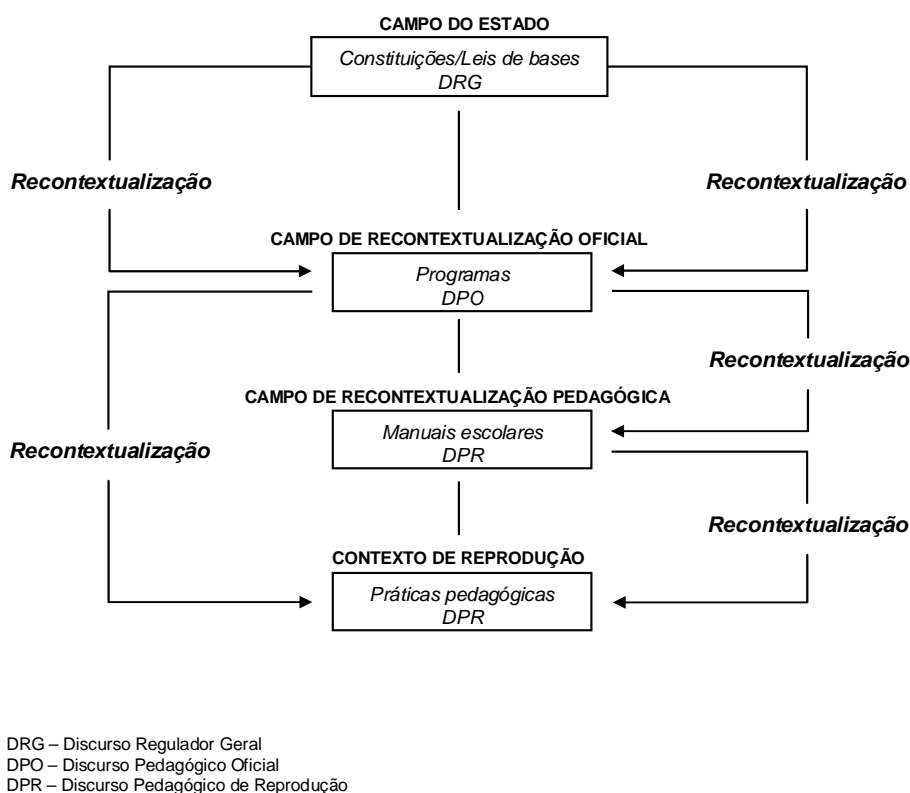 CAMPO DO ESTADO
Constituições/Leis de bases
DRG
Recontextualização
Recontextualização
CAMPO DE RECONTEXTUALIZAÇÃO OFICIAL
Programas
DPO
Recontextualização
CAMPO DE RECONTEXTUALIZAÇÃO PEDAGÓGICA
Manuais escolares
DPR
Recontextualização
Recontextualização
CONTEXTO DE REPRODUÇÃO
Práticas pedagógicas
DPR
DRG – Discurso Regulador Geral
DPO – Discurso Pedagógico Oficial
DPR – Discurso Pedagógico de Reprodução